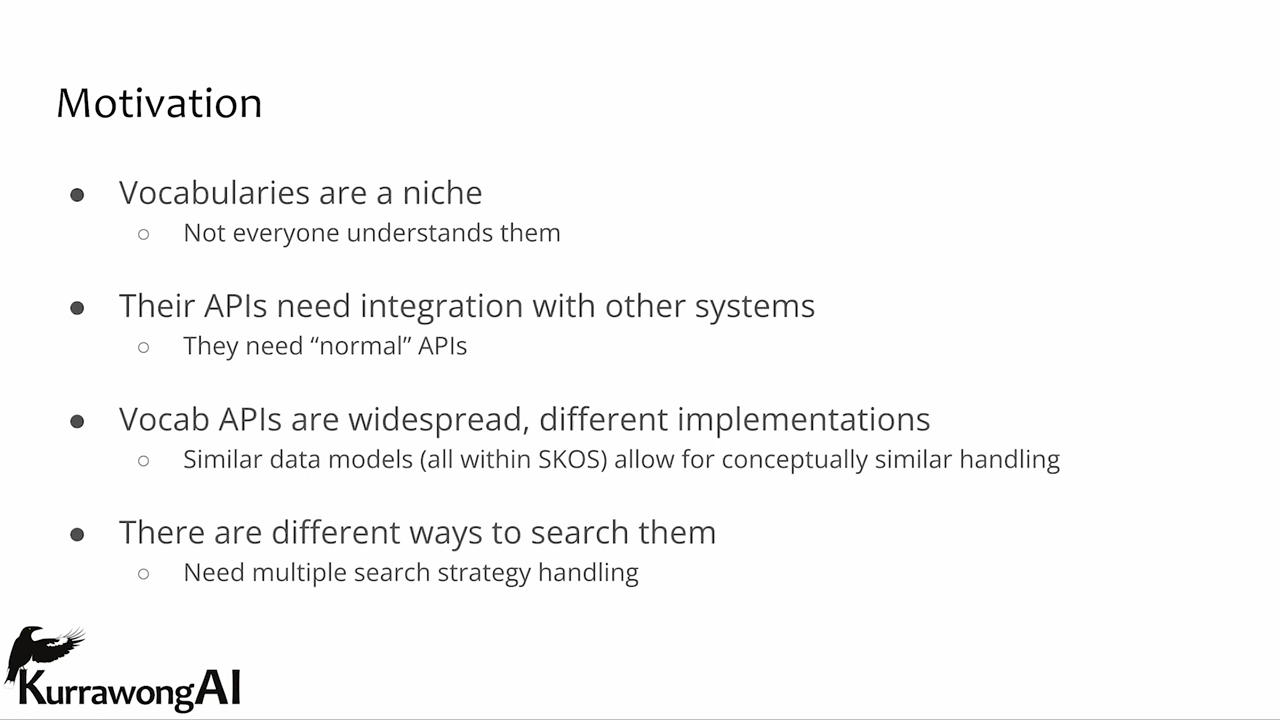 Motivation
● Vocabularies are a niche
○ Not everyone understands them
● Their APIs need integration with other systems
○ They need “normal” APIs
● Vocab APIs are widespread, different implementations
○ Similar data models (all within SKOS) allow for conceptually similar handling
● There are different ways to search them
○ Need multiple search strategy handling
KurrawongAI